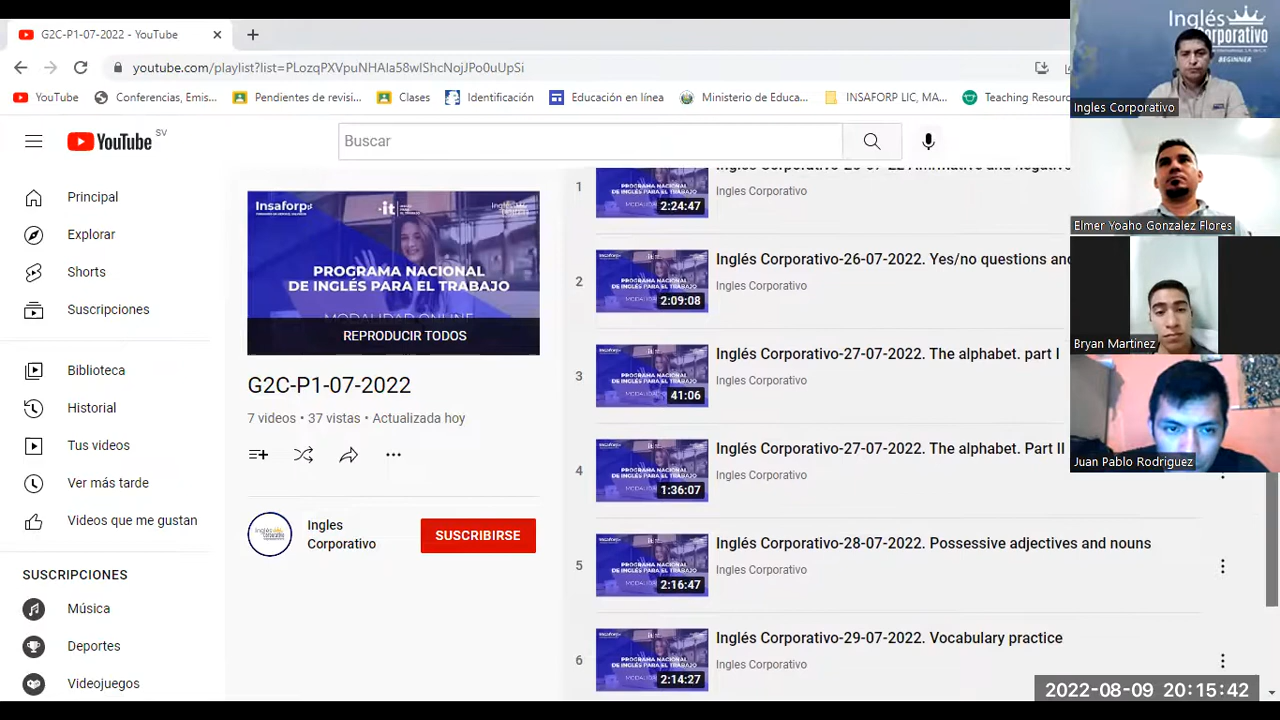 G2C-P1-07-2022 - YouTube
youtube.com/playlist?list=PLozqPXVpuNHAIa58wIShcNojJPo0uUpSi
YouTube
Conferencias, Emis...
Pendientes de revisi...
Clases
Identificación
Educación en línea
Ministerio de Educa...
INSAFORP LIC, MA...
Teaching Resourc
YouTube SV
Buscar
Principal
Explorar
Shorts
Suscripciones
Biblioteca
Historial
Tus videos
Ver más tarde
Videos que me gustan
SUSCRIPCIONES
Música
Deportes
Videojuegos
Insaforp
PROGRAMA NACIONAL
DE INGLÉS PARA EL TRABAJO
MODALIDAD ONLINE
REPRODUCIR TODOS
G2C-P1-07-2022
7 videos • 37 vistas • Actualizada hoy
Ingles
Corporativo
SUSCRIBIRSE
1
2:24:47
Ingles Corporativo
2
2:09:08
Inglés Corporativo-26-07-2022. Yes/no questions and
Ingles Corporativo
3
41:06
Inglés Corporativo-27-07-2022. The alphabet. part I
Ingles Corporativo
4
1:36:07
Inglés Corporativo-27-07-2022. The alphabet. Part II
Ingles Corporativo
5
2:16:47
Inglés Corporativo-28-07-2022. Possessive adjectives and nouns
Ingles Corporativo
6
2:14:27
Inglés Corporativo-29-07-2022. Vocabulary practice
Ingles Corporativo
Inglés
Corporativo
BEGINNER
Ingles Corporativo
Elmer Yoaho Gonzalez Flores
Bryan Martinez
Juan Pablo Rodriguez
2022-08-09 20:15:42